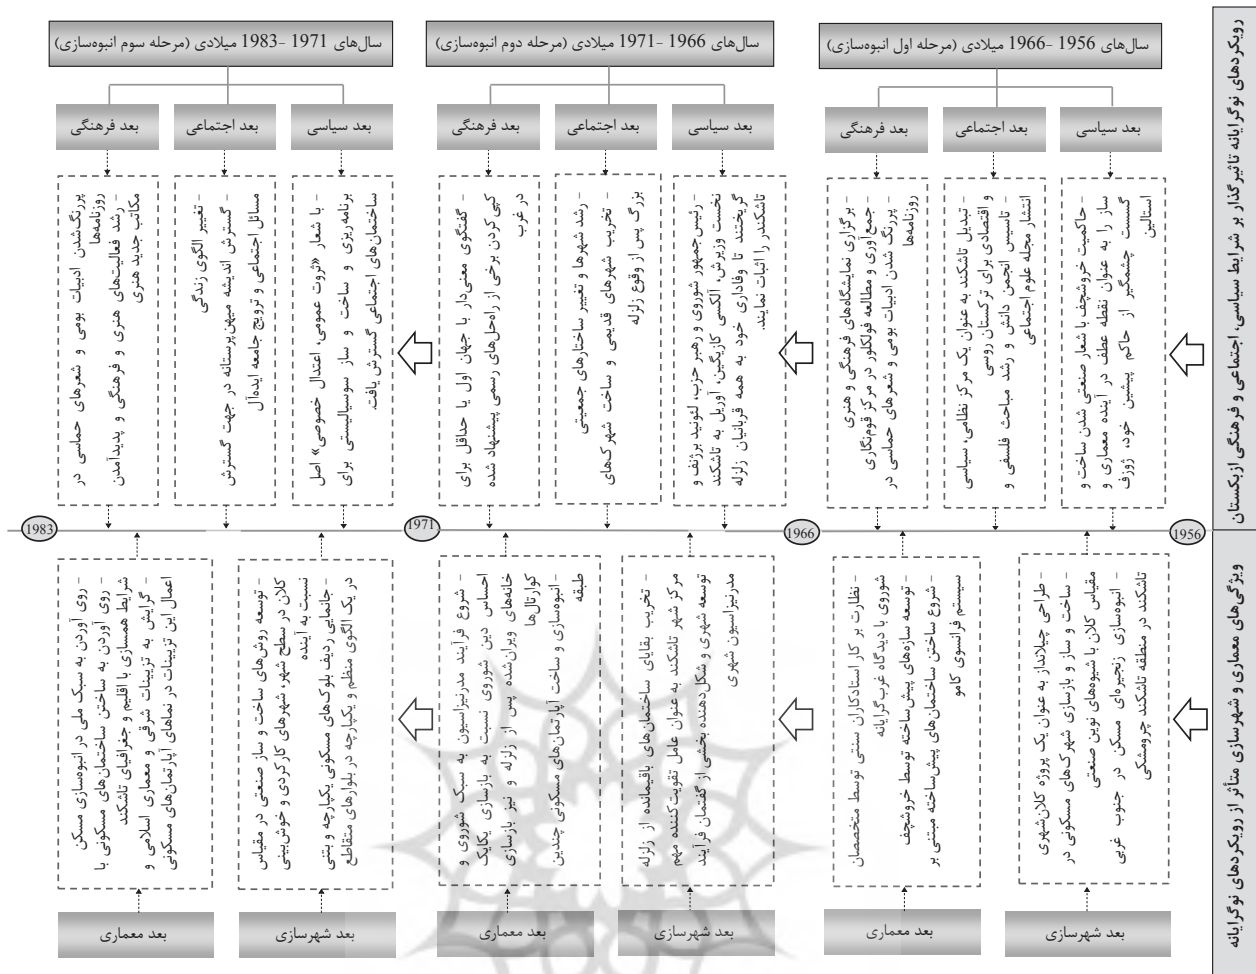 رویکردهای نوگرایانه تاثیرگذار بر شرایط سیاسی، اجتماعی و فرهنگی ازبکستان
سال‌های 1956 -1966 میلادی (مرحله اول انبوه‌سازی)
بعد سیاسی
- حاکمیت خروشچف با شعار صنعتی شدن ساخت و
ساز را به عنوان نقطه عطف در آینده معماری و
گسست چشمگیر از حاکم پیشین خود، ژوزف
استالین
بعد اجتماعی
- تبدیل تاشکند به عنوان یک مرکز نظامی، سیاسی
و اقتصادی برای ترکستان روسی
- تاسیس انجمن دانش و رشد مباحث فلسفی و
انتشار مجله علوم اجتماعی
بعد فرهنگی
برگزاری نمایشگاه‌های فرهنگی و هنری
- جمع‌آوری و مطالعه فولکلور در مرکز قوم‌نگاری
- پررنگ شدن ادبیات بومی و شعرهای حماسی در
روزنامه‌ها
سال‌های 1966 -1971 میلادی (مرحله دوم انبوه‌سازی)
بعد سیاسی
- رئیس‌جمهور شوروی و رهبر حزب، لئونید برژنف و
نخست وزیرش، آلکسی کازیگین، آوریل به تاشکند
گریختند تا وفاداری خود به همه قربانیان زلزله
تاشکند را اثبات نمایند.
بعد اجتماعی
- رشد شهرها و تغییر ساختارهای جمعیتی
- تخریب شهرهای قدیمی و ساخت شهرک‌های
بزرگ پس از وقوع زلزله
بعد فرهنگی
- گفتگوی معنی‌دار با جهان اول یا حداقل برای
کپی کردن برخی از راه‌حل‌های رسمی پیشنهاد شده
در غرب
سال‌های 1971 -1983 میلادی (مرحله سوم انبوه‌سازی)
بعد سیاسی
- با شعار «ثروت عمومی، اعتدال خصوصی» اصل
برنامه‌ریزی و ساخت و ساز سوسیالیستی برای
ساختمان‌های اجتماعی گسترش یافت.
بعد اجتماعی
- تغییر الگوی زندگی
- گسترش اندیشه میهن‌پرستانه در جهت گسترش
مسائل اجتماعی و ترویج جامعه ایده‌آل
بعد فرهنگی
پررنگ‌شدن ادبیات بومی و شعرهای حماسی در
روزنامه‌ها
- رشد فعالیت‌های هنری و فرهنگی و پدیدآمدن
مکاتب جدید هنری
1956
1966
1971
1983
ویژگی‌های معماری و شهرسازی متأثر از رویکردهای نوگرایانه
- طراحی چیلانزار به عنوان یک پروژه کلان‌شهری
- ساخت و ساز و بازسازی شهرک‌های مسکونی در
مقیاس کلان با شیوه‌های نوین صنعتی
- انبوه‌سازی زنجیره‌ای مسکن در جنوب غربی
تاشکند در منطقه تاشکند چروموشکی
بعد شهرسازی
- نظارت بر کار استادکاران سنتی توسط متخصصان
شوروی با دیدگاه غرب‌گرایانه
- توسعه سازه‌های پیش‌ساخته توسط خروشچف
- شروع ساختن ساختمان‌های پیش‌ساخته مبتنی بر
سیستم فرانسوی کامو
بعد معماری
- تخریب بقایای ساختمان‌های باقیمانده از زلزله
مرکز شهر تاشکند به عنوان عامل تقویت‌کننده مهم
توسعه شهری و شکل‌دهنده بخشی از گفتمان فرآیند
مدرنیزاسیون شهری
بعد شهرسازی
- شروع فرآیند مدرنیزاسیون به سبک شوروی و
احساس دین شوروی نسبت به بازسازی یکایک
خانه‌های ویران‌شده پس از زلزله و نیز بازسازی
کوارتال‌ها
- انبوه‌سازی و ساخت آپارتمان‌های مسکونی چندین
طبقه
بعد معماری
- توسعه روش‌های ساخت و ساز صنعتی در مقیاس
کلان در سطح شهر، شهرهای کارکردی و خوش‌بینی
نسبت به آینده
- جانمایی ردیف بلوک‌های مسکونی یکپارچه و بتنی
در یک الگوی منظم و یکپارچه در بلوارهای متقاطع
بعد شهرسازی
- روی آوردن به سبک ملی در انبوه‌سازی مسکن
- روی آوردن به ساختن ساختمان‌های مسکونی با
شرایط همسازی با اقلیم و جغرافیای تاشکند
- گرایش به تزیینات شرقی و معماری اسلامی و
اعمال این تزیینات در نماهای آپارتمان‌های مسکونی
بعد معماری